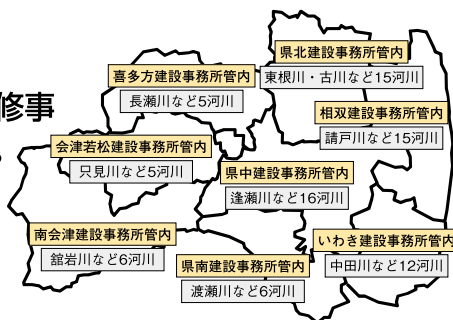 県北建設事務所管内
東根川・古川など15河川
喜多方建設事務所管内
長瀬川など5河川
修事
相双建設事務所管内
請戸川など15河川
会津若松建設事務所管内
只見川など5河川
県中建設事務所管内
逢瀬川など16河川
南会津建設事務所管内
舘岩川など6河川
いわき建設事務所管内
中田川など12河川
県南建設事務所管内
渡瀬川など6河川